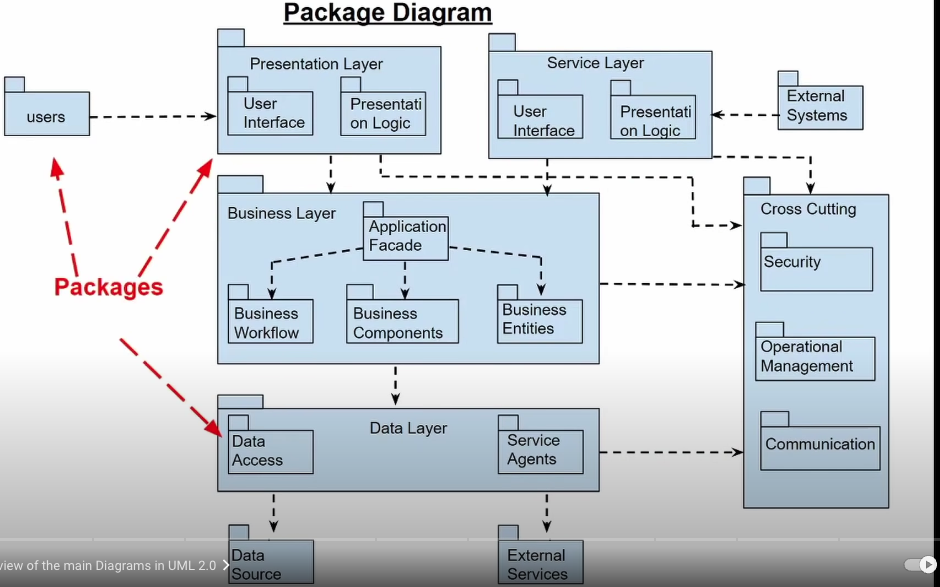 Package Diagram
Presentation Layer
User
Interface
Presentati
on Logic
Service Layer
User
Interface
Presentati
on Logic
users
External
Systems
Packages
Business Layer
Application
Facade
Business
Workflow
Business
Components
Business
Entities
Cross Cutting
Security
Operational
Management
Communication
Data Layer
Data
Access
Service
Agents
Data
Source
External
Services
view of the main Diagrams in UML 2.0